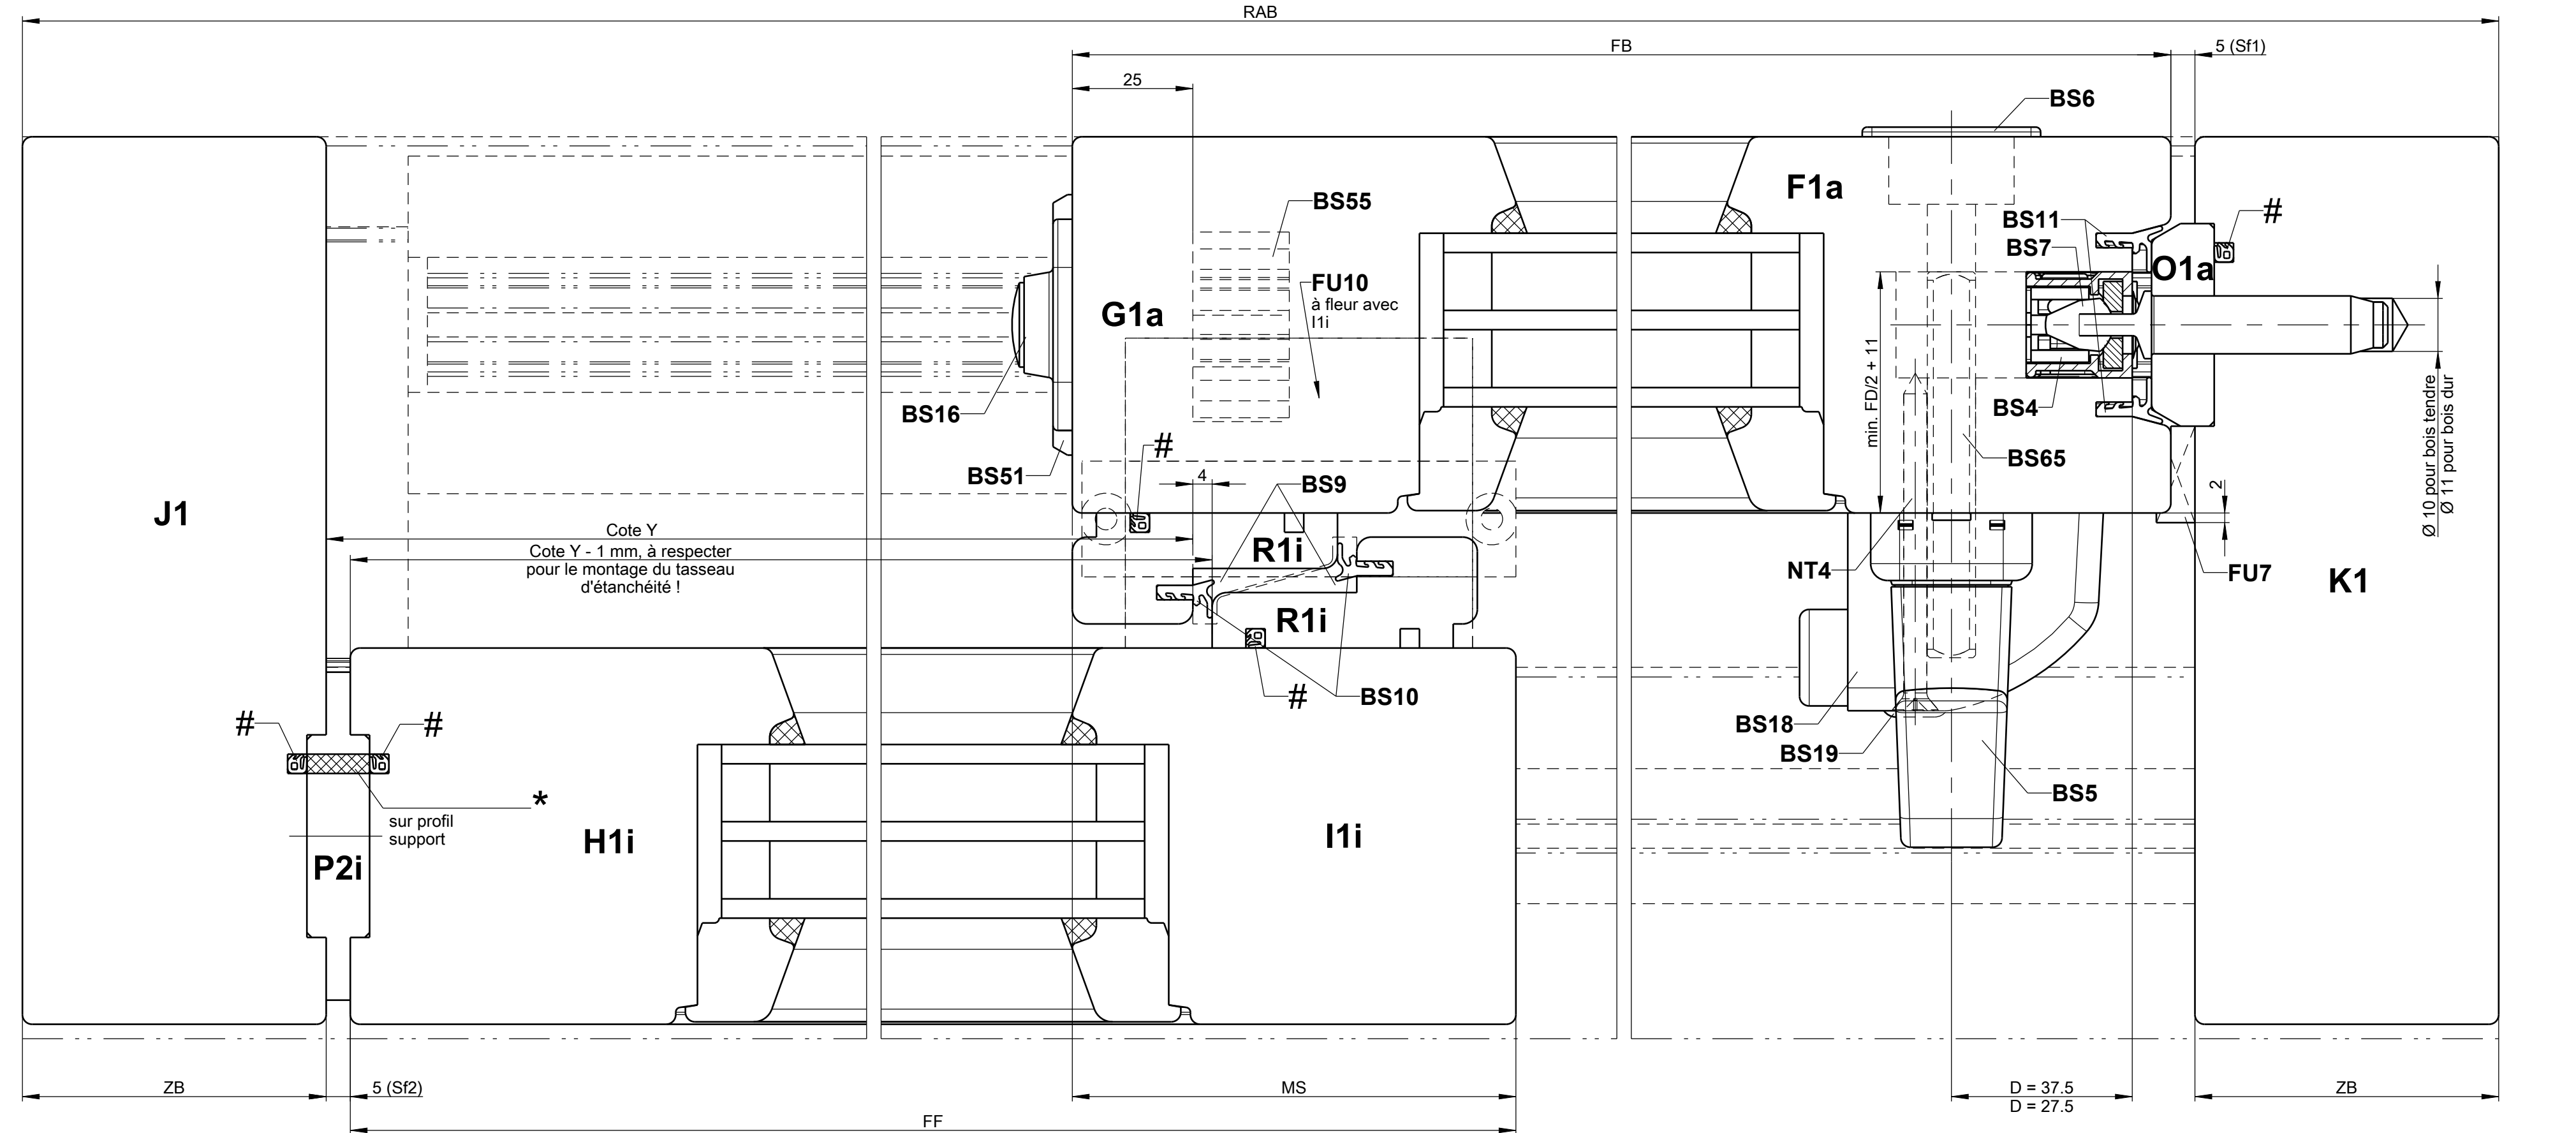 RAB
FB
5 (Sf1)
25
BS6
BS55
F1a
BS11
#
BS7
O1a
FU10
à fleur avec
I1i
G1a
min. FD/2 + 11
BS16
BS4
Ø 10 pour bois tendre
Ø 11 pour bois dur
#
BS51
BS65
4
BS9
2
J1
Cote Y
Cote Y - 1 mm, à respecter
pour le montage du tasseau
d'étanchéité !
R1i
NT4
FU7
K1
R1i
#
BS10
#
#
BS18
BS19
BS5
*
sur profil
support
H1i
I1i
P2i
ZB
5 (Sf2)
MS
D = 37.5
D = 27.5
ZB
FF